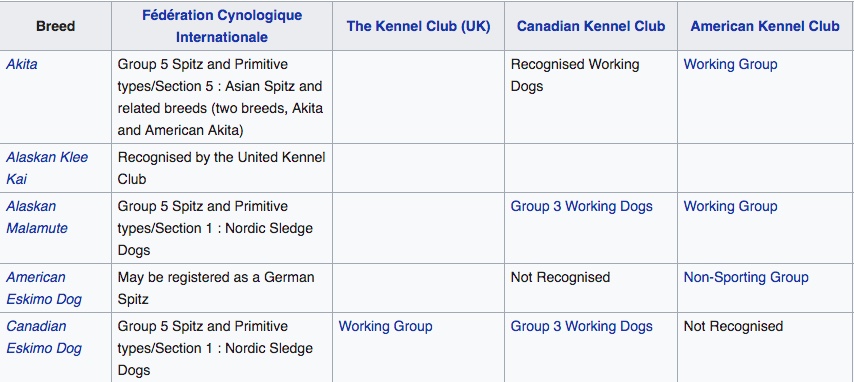 Breed
Fédération Cynologique
Internationale
The Kennel Club (UK)
Canadian Kennel Club
American Kennel Club
Akita
Group 5 Spitz and Primitive
types/Section 5 : Asian Spitz and
related breeds (two breeds, Akita
and American Akita)
Recognised Working
Dogs
Working Group
Alaskan Klee
Kai
Recognised by the United Kennel
Club
Alaskan
Malamute
Group 5 Spitz and Primitive
types/Section 1 : Nordic Sledge
Dogs
Group 3 Working Dogs
Working Group
American
Eskimo Dog
May be registered as a German
Spitz
Not Recognised
Non-Sporting Group
Canadian
Eskimo Dog
Group 5 Spitz and Primitive
types/Section 1 : Nordic Sledge
Dogs
Working Group
Group 3 Working Dogs
Not Recognised